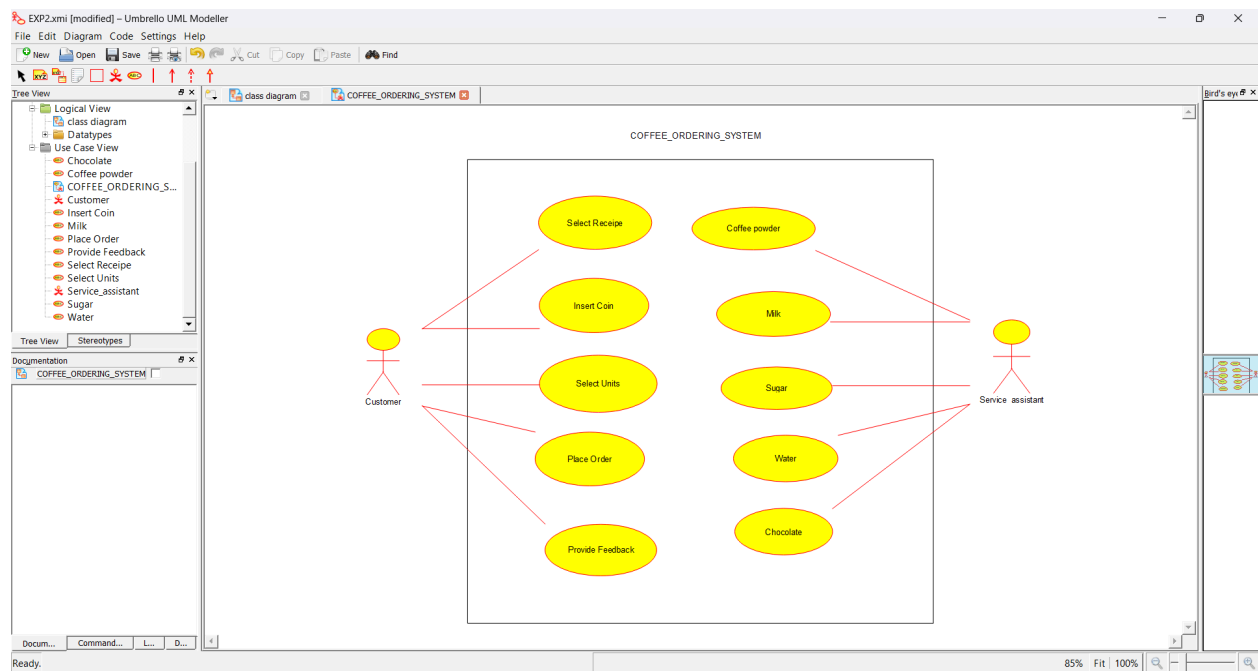 EXP2.xmi [modified] – Umbrello UML Modeller
File Edit Diagram Code Settings Help
New Open Save Cut Copy Paste Find
Tree View
class diagram
COFFEE_ORDERING_SYSTEM
Bird's eye
Logical View
class diagram
Datatypes
Use Case View
Chocolate
Coffee powder
COFFEE_ORDERING_S...
Customer
Insert Coin
Milk
Place Order
Provide Feedback
Select Receipe
Select Units
Service_assistant
Sugar
Water
Tree View Stereotypes
Documentation
COFFEE_ORDERING_SYSTEM
Docum... Command... L... D...
COFFEE_ORDERING_SYSTEM
Select Receipe
Coffee powder
Insert Coin
Milk
Select Units
Sugar
Customer
Service assistant
Place Order
Water
Provide Feedback
Chocolate
Ready.
85% Fit 100%